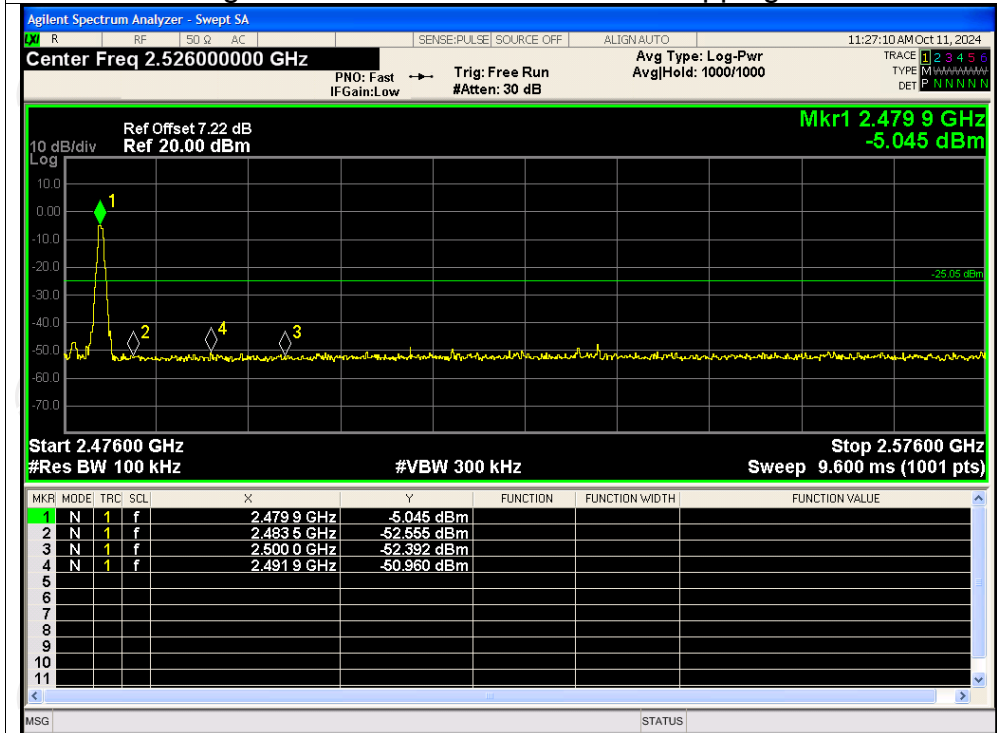 Agilent Spectrum Analyzer - Swept SA
LXI R RF 50 Ω AC SENSE:PULSE SOURCE OFF ALIGN AUTO 11:27:10 AM Oct 11, 2024
Center Freq 2.526000000 GHz
PNO: Fast
IFGain:Low
Trig: Free Run
#Atten: 30 dB
Avg Type: Log-Pwr
Avg|Hold: 1000/1000
TRACE 1 2 3 4 5 6
TYPE M
DET P N N N N N
Mkr1 2.479 9 GHz
-5.045 dBm
Ref Offset 7.22 dB
10 dB/div Ref 20.00 dBm
Log
10.0
0.00
-10.0
-20.0
-30.0
-40.0
-50.0
-60.0
-70.0
1
2
4
3
-25.05 dBm
Start 2.47600 GHz Stop 2.57600 GHz
#Res BW 100 kHz #VBW 300 kHz Sweep 9.600 ms (1001 pts)
MKR MODE TRC SCL X Y FUNCTION FUNCTION WIDTH FUNCTION VALUE
1 N 1 f 2.479 9 GHz -5.045 dBm
2 N 1 f 2.483 5 GHz -52.555 dBm
3 N 1 f 2.500 0 GHz -52.392 dBm
4 N 1 f 2.491 9 GHz -50.960 dBm
5
6
7
8
9
10
11
MSG STATUS